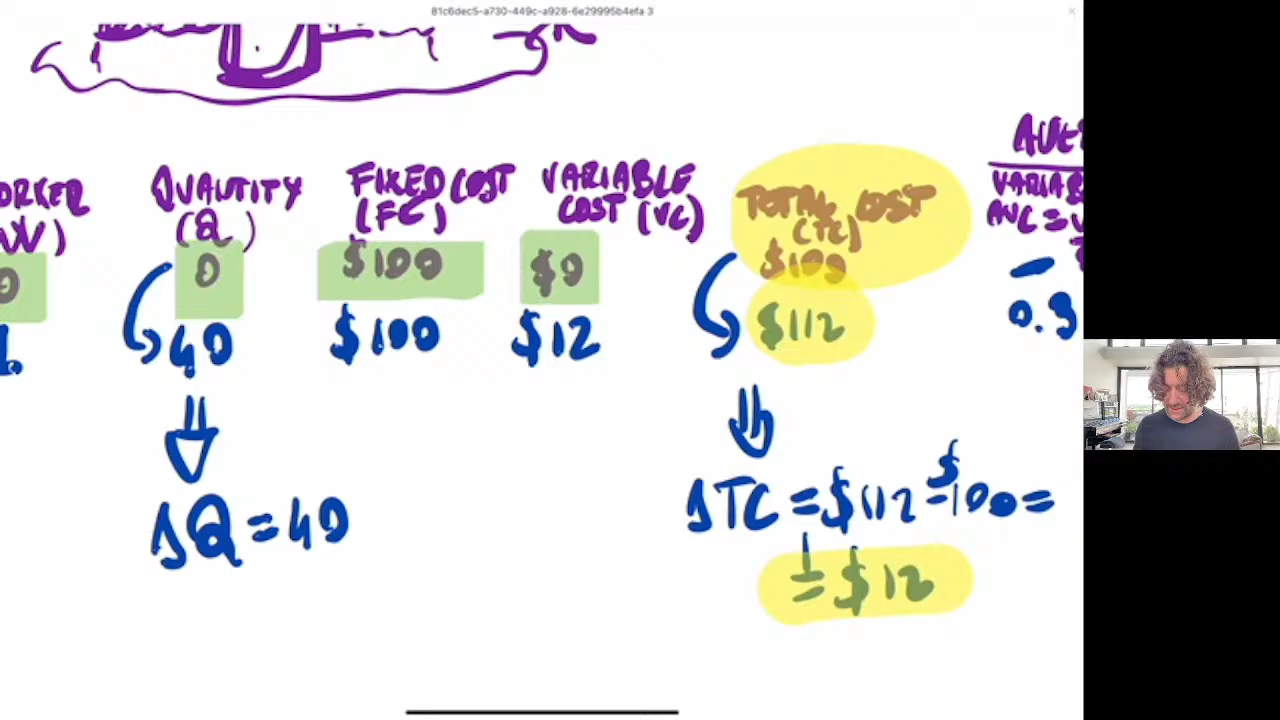 81c6dec5-a730-449c-a928-6e29995b4efa 3
ORKER QUANTITY FIXED COST VARIABLE TOTAL COST AVE
W) (Q) (FC) COST (VC) (TC) VARIAB
AVC =
0 0 $100 $0 $100 –
40 $100 $12 $112 0.3
ΔQ = 40 ΔTC = $112 - $100 =
= $12